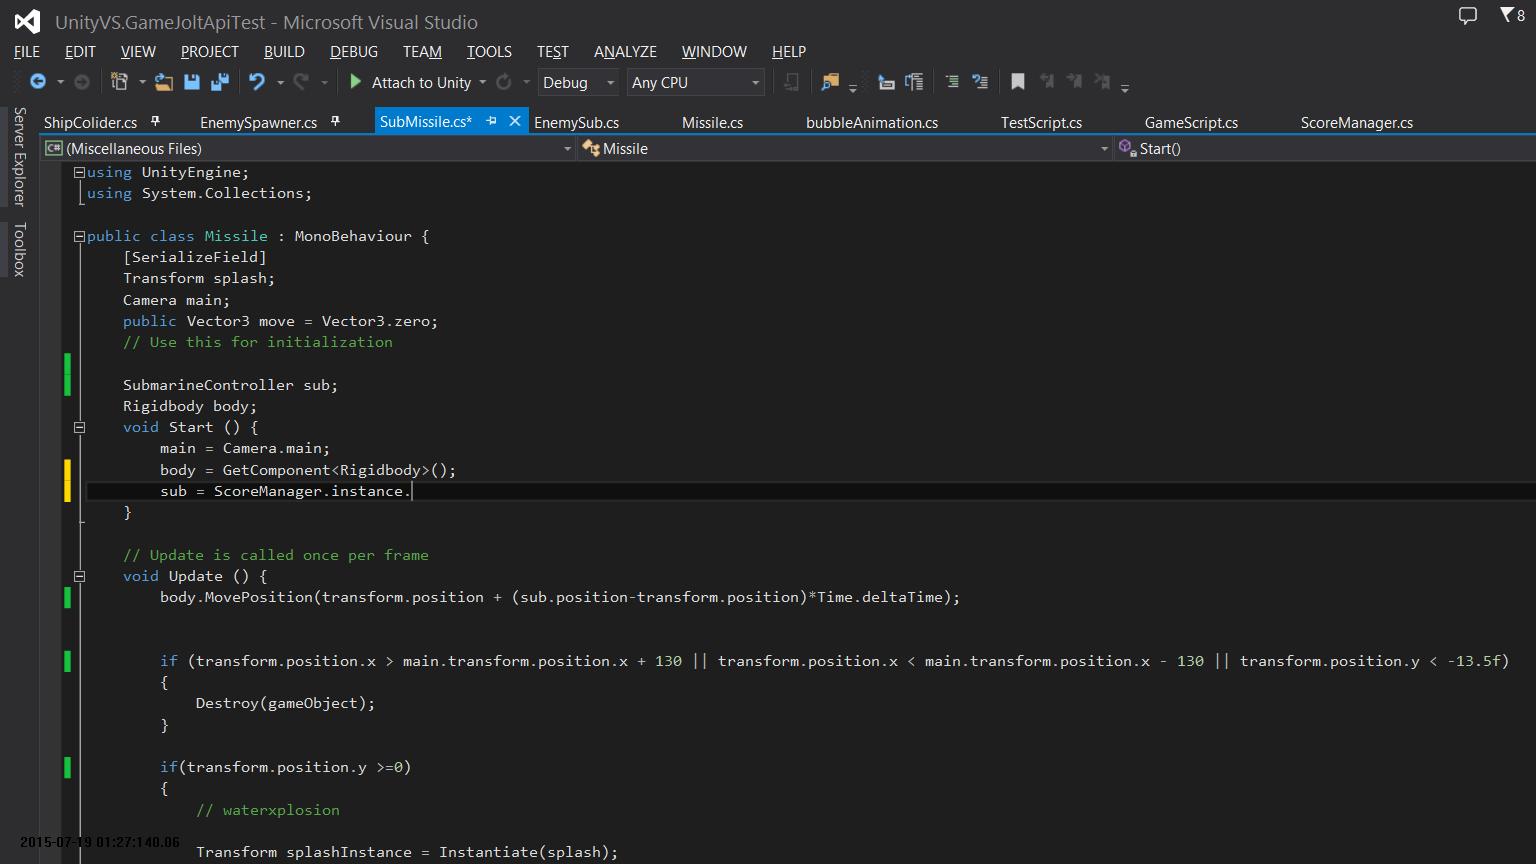 UnityVS.GameJoltApiTest - Microsoft Visual Studio
8
FILE EDIT VIEW PROJECT BUILD DEBUG TEAM TOOLS TEST ANALYZE WINDOW HELP
Attach to Unity Debug Any CPU
Server Explorer
Toolbox
ShipColider.cs EnemySpawner.cs SubMissile.cs* EnemySub.cs Missile.cs bubbleAnimation.cs TestScript.cs GameScript.cs ScoreManager.cs
C# (Miscellaneous Files) Missile Start()
using UnityEngine;
using System.Collections;
public class Missile : MonoBehaviour {
[SerializeField]
Transform splash;
Camera main;
public Vector3 move = Vector3.zero;
// Use this for initialization
SubmarineController sub;
Rigidbody body;
void Start () {
main = Camera.main;
body = GetComponent<Rigidbody>();
sub = ScoreManager.instance.
}
// Update is called once per frame
void Update () {
body.MovePosition(transform.position + (sub.position-transform.position)*Time.deltaTime);
if (transform.position.x > main.transform.position.x + 130 || transform.position.x < main.transform.position.x - 130 || transform.position.y < -13.5f)
{
Destroy(gameObject);
}
if(transform.position.y >=0)
{
// waterxplosion
2015-07-19 01:27:140.06
Transform splashInstance = Instantiate(splash);